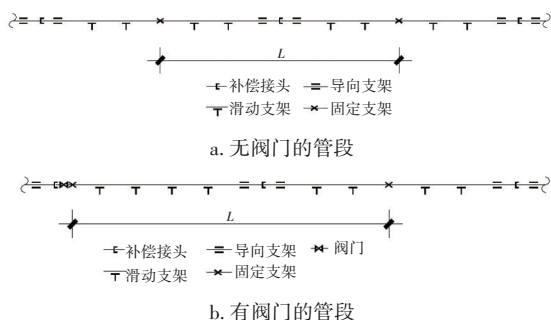 L
补偿接头 导向支架
滑动支架 固定支架
a. 无阀门的管段
L
补偿接头 导向支架 阀门
滑动支架 固定支架
b. 有阀门的管段